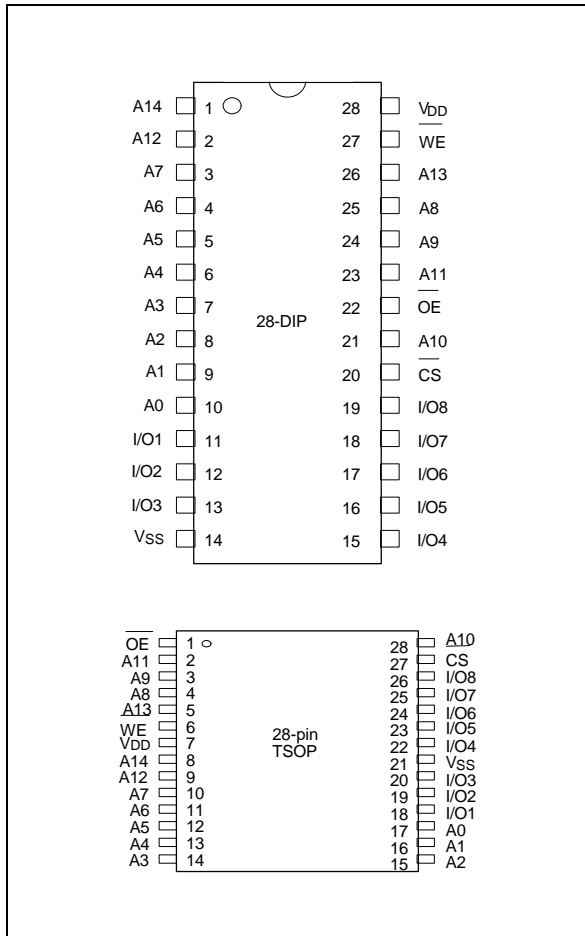 A14 1 28 VDD
A12 2 27 WE
A7 3 26 A13
A6 4 25 A8
A5 5 24 A9
A4 6 23 A11
A3 7 22 OE
28-DIP
A2 8 21 A10
A1 9 20 CS
A0 10 19 I/O8
I/O1 11 18 I/O7
I/O2 12 17 I/O6
I/O3 13 16 I/O5
VSS 14 15 I/O4
OE 1 28 A10
A11 2 27 CS
A9 3 26 I/O8
A8 4 25 I/O7
A13 5 24 I/O6
WE 6 23 I/O5
28-pin
VDD 7 22 I/O4
TSOP
A14 8 21 VSS
A12 9 20 I/O3
A7 10 19 I/O2
A6 11 18 I/O1
A5 12 17 A0
A4 13 16 A1
A3 14 15 A2